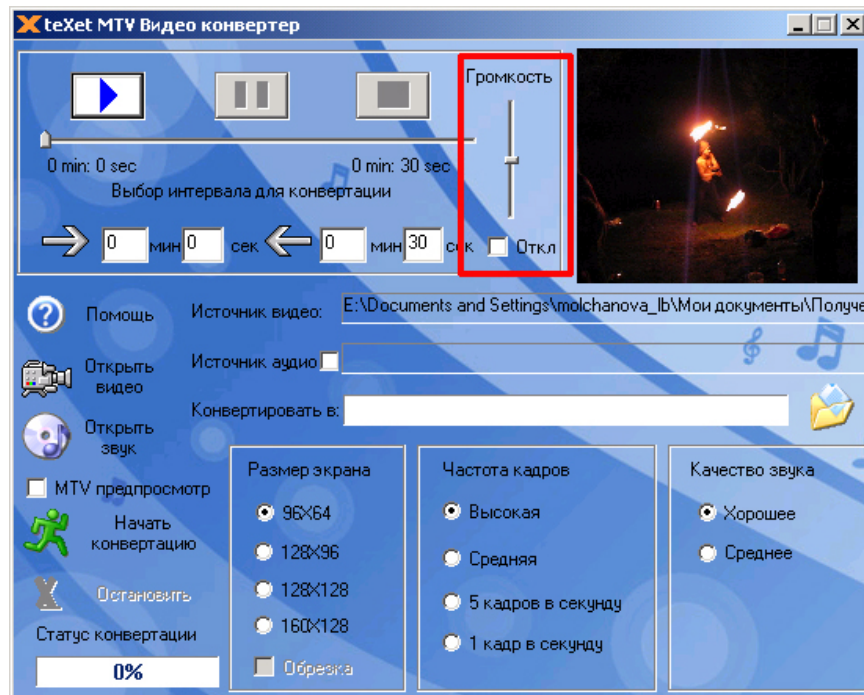 teXet MTV Видео конвертер
Громкость
0 min: 0 sec
0 min: 30 sec
Выбор интервала для конвертации
0 мин 0 сек 0 мин 30 сек
Откл
Помощь
Источник видео: E:\Documents and Settings\molchanova_lb\Мои документы\Получе
Открыть
видео
Источник аудио
Конвертировать в:
Открыть
звук
MTV предпросмотр
Начать
конвертацию
Остановить
Статус конвертации
0%
Размер экрана
96X64
128X96
128X128
160X128
Обрезка
Частота кадров
Высокая
Средняя
5 кадров в секунду
1 кадр в секунду
Качество звука
Хорошее
Среднее